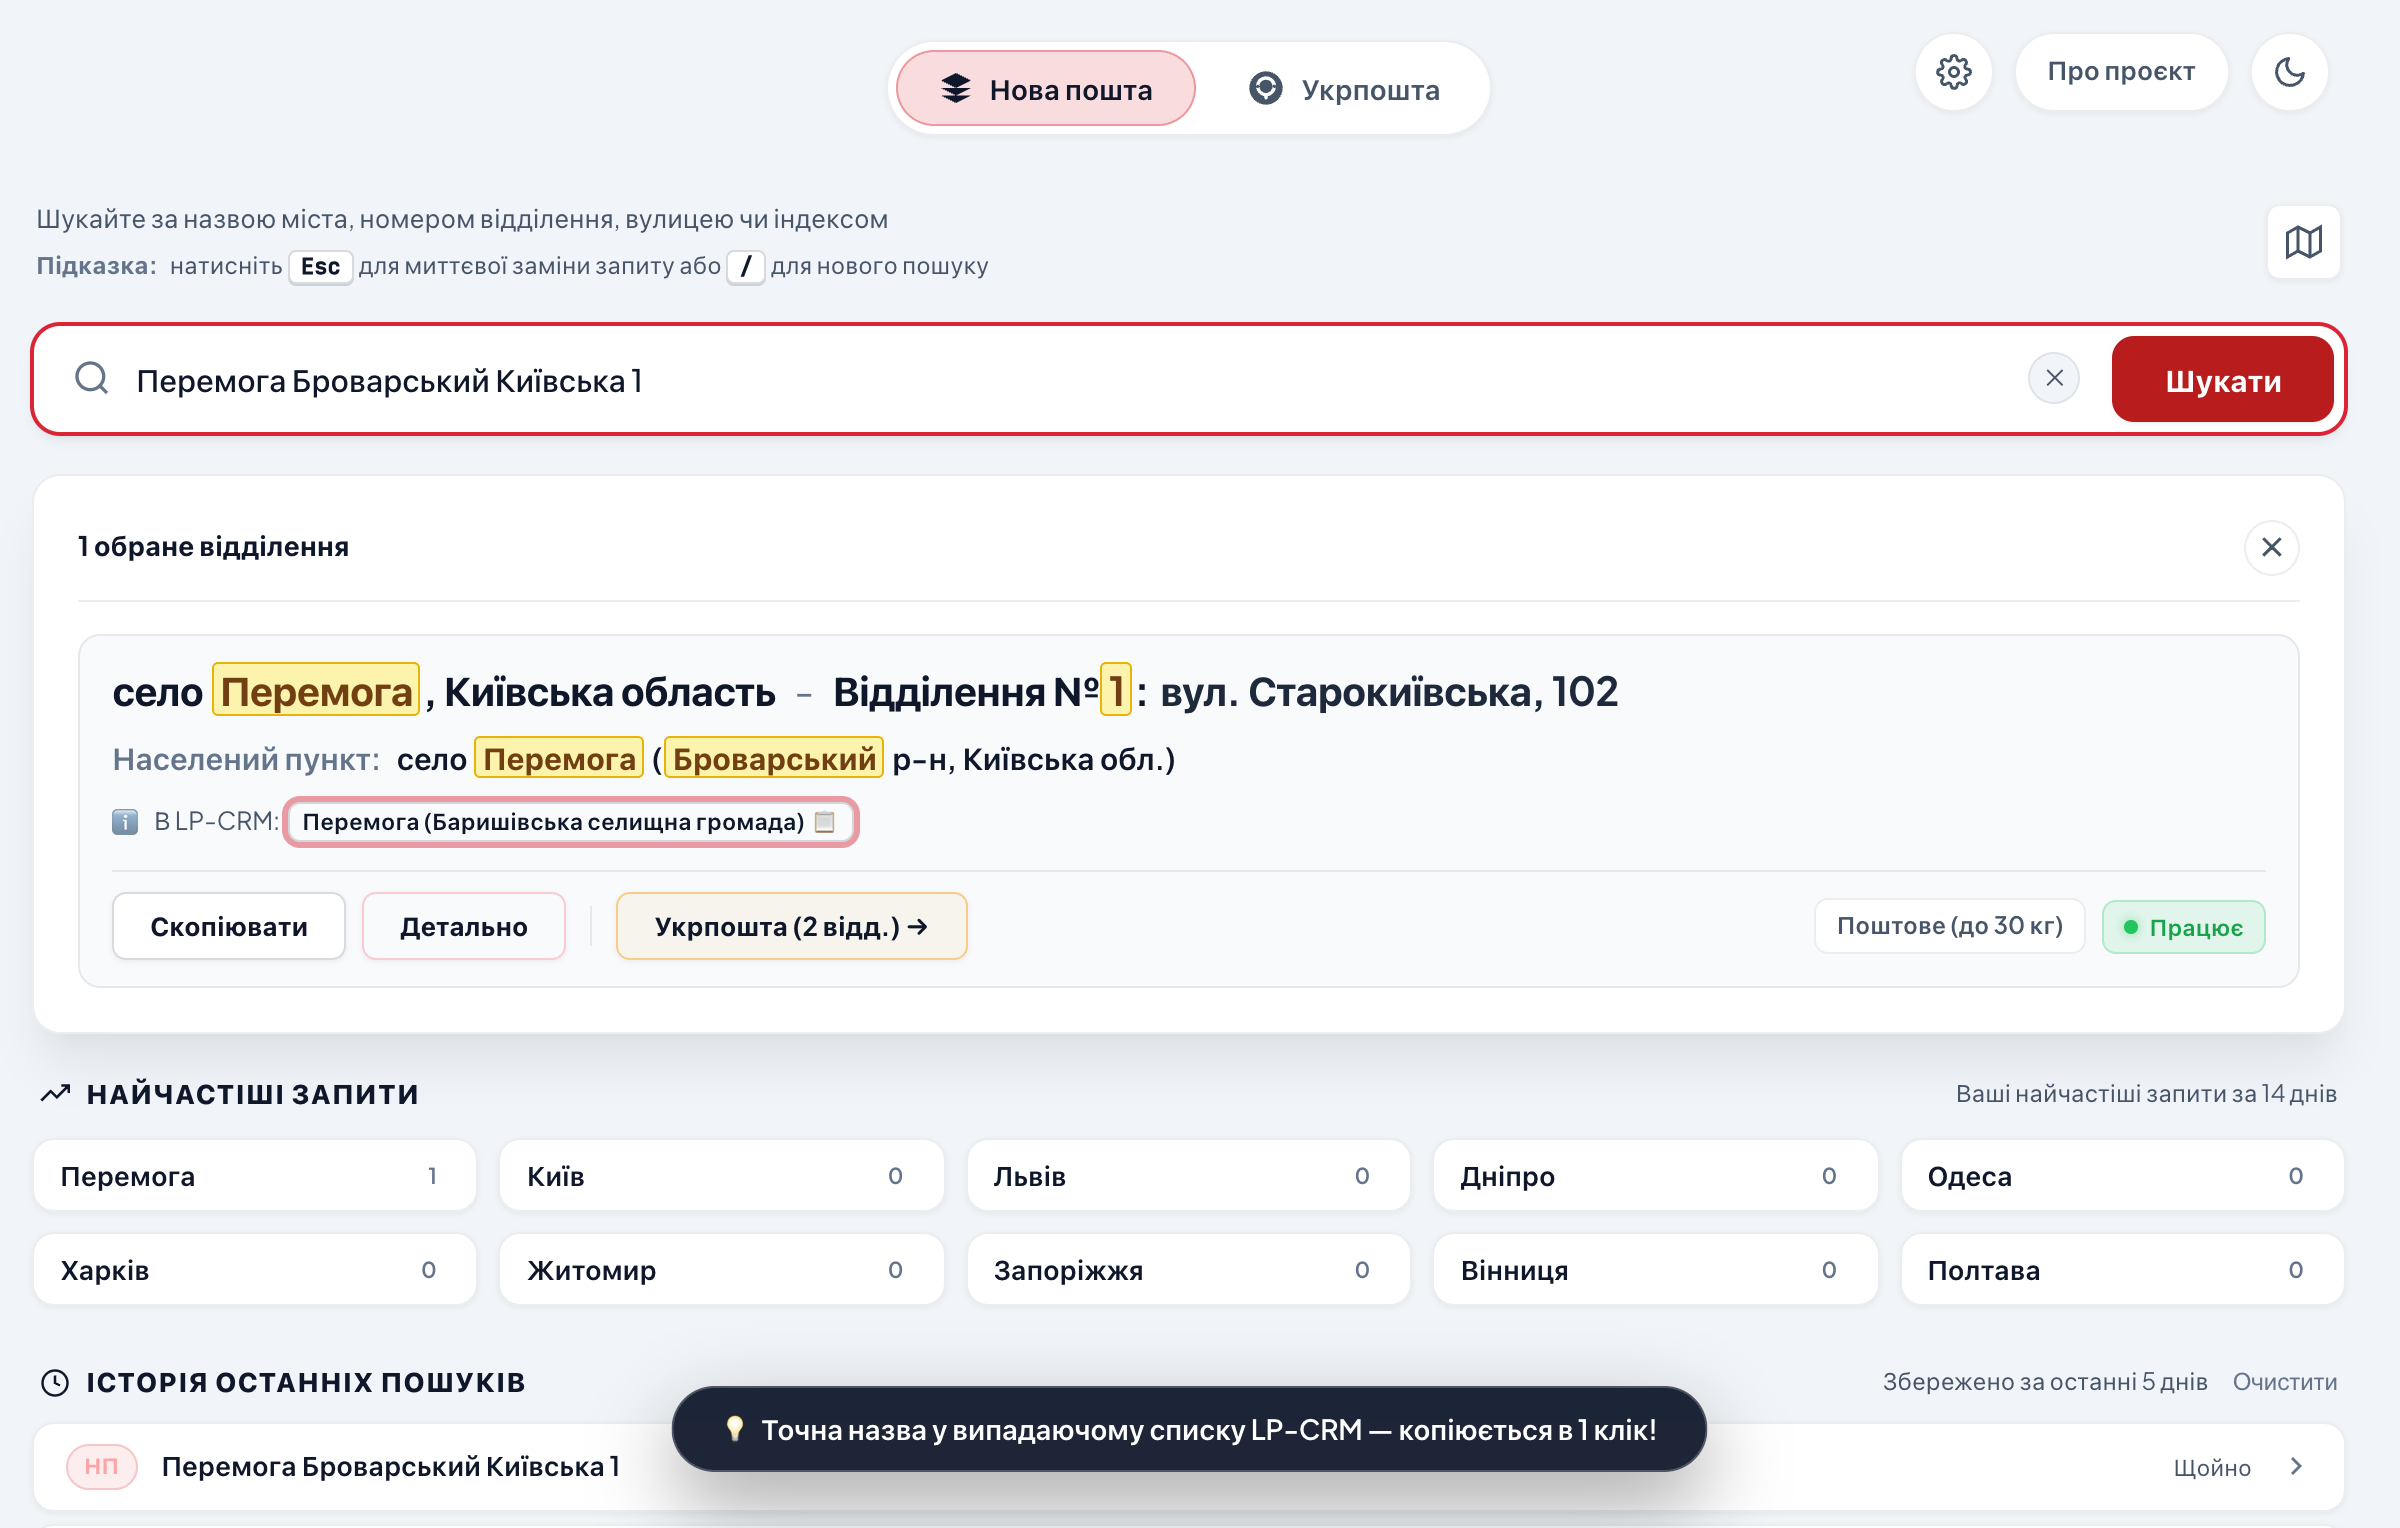 Нова пошта
Укрпошта
Про проєкт
Шукайте за назвою міста, номером відділення, вулицею чи індексом
Підказка: натисніть Esc для миттєвої заміни запиту або / для нового пошуку
Перемога Броварський Київська 1
Шукати
1 обране відділення
село Перемога, Київська область – Відділення №1: вул. Старокиївська, 102
Населений пункт: село Перемога (Броварський р-н, Київська обл.)
В LP-CRM: Перемога (Баришівська селищна громада)
Скопіювати
Детально
Укрпошта (2 відд.) →
Поштове (до 30 кг)
Працює
НАЙЧАСТІШІ ЗАПИТИ
Ваші найчастіші запити за 14 днів
Перемога 1
Київ 0
Львів 0
Дніпро 0
Одеса 0
Харків 0
Житомир 0
Запоріжжя 0
Вінниця 0
Полтава 0
ІСТОРІЯ ОСТАННІХ ПОШУКІВ
Збережено за останні 5 днів
Очистити
НП Перемога Броварський Київська 1
Щойно
Точна назва у випадаючому списку LP-CRM — копіюється в 1 клік!